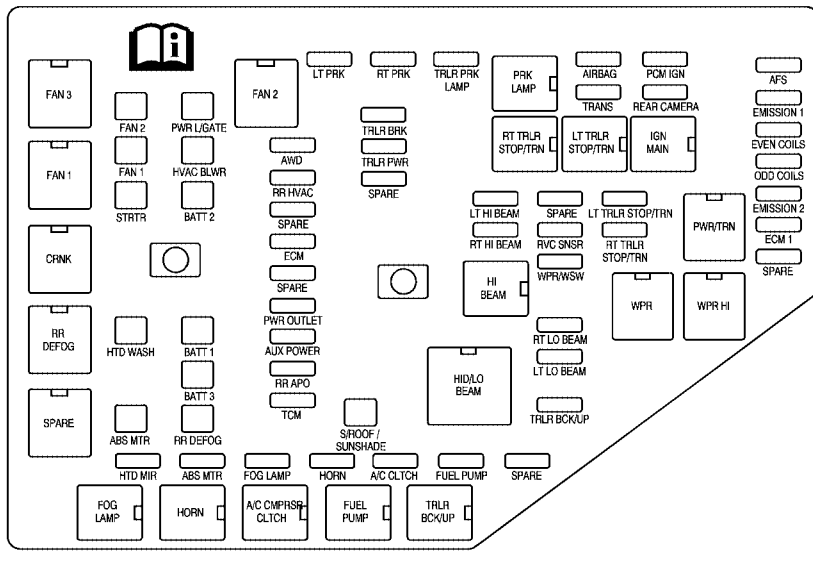 i
LT PRK
RT PRK
TRLR PRK
LAMP
PRK
LAMP
AIRBAG
PCM IGN
AFS
FAN 3
FAN 2
TRANS
REAR CAMERA
EMISSION 1
FAN 2
PWR L/GATE
TRLR BRK
RT TRLR
STOP/TRN
LT TRLR
STOP/TRN
IGN
MAIN
EVEN COILS
AWD
TRLR PWR
ODD COILS
FAN 1
FAN 1
HVAC BLWR
RR HVAC
SPARE
EMISSION 2
STRTR
BATT 2
SPARE
LT HI BEAM
SPARE
LT TRLR STOP/TRN
PWR/TRN
ECM 1
RT HI BEAM
RVC SNSR
RT TRLR
STOP/TRN
SPARE
CRNK
ECM
WPR/WSW
SPARE
HI
BEAM
WPR
WPR HI
PWR OUTLET
RR
DEFOG
HTD WASH
BATT 1
AUX POWER
RT LO BEAM
RR APO
LT LO BEAM
BATT 3
HID/LO
BEAM
TCM
TRLR BCK/UP
SPARE
ABS MTR
RR DEFOG
S/ROOF /
SUNSHADE
HTD MIR
ABS MTR
FOG LAMP
HORN
A/C CLTCH
FUEL PUMP
SPARE
FOG
LAMP
HORN
A/C CMPRSR
CLTCH
FUEL
PUMP
TRLR
BCK/UP